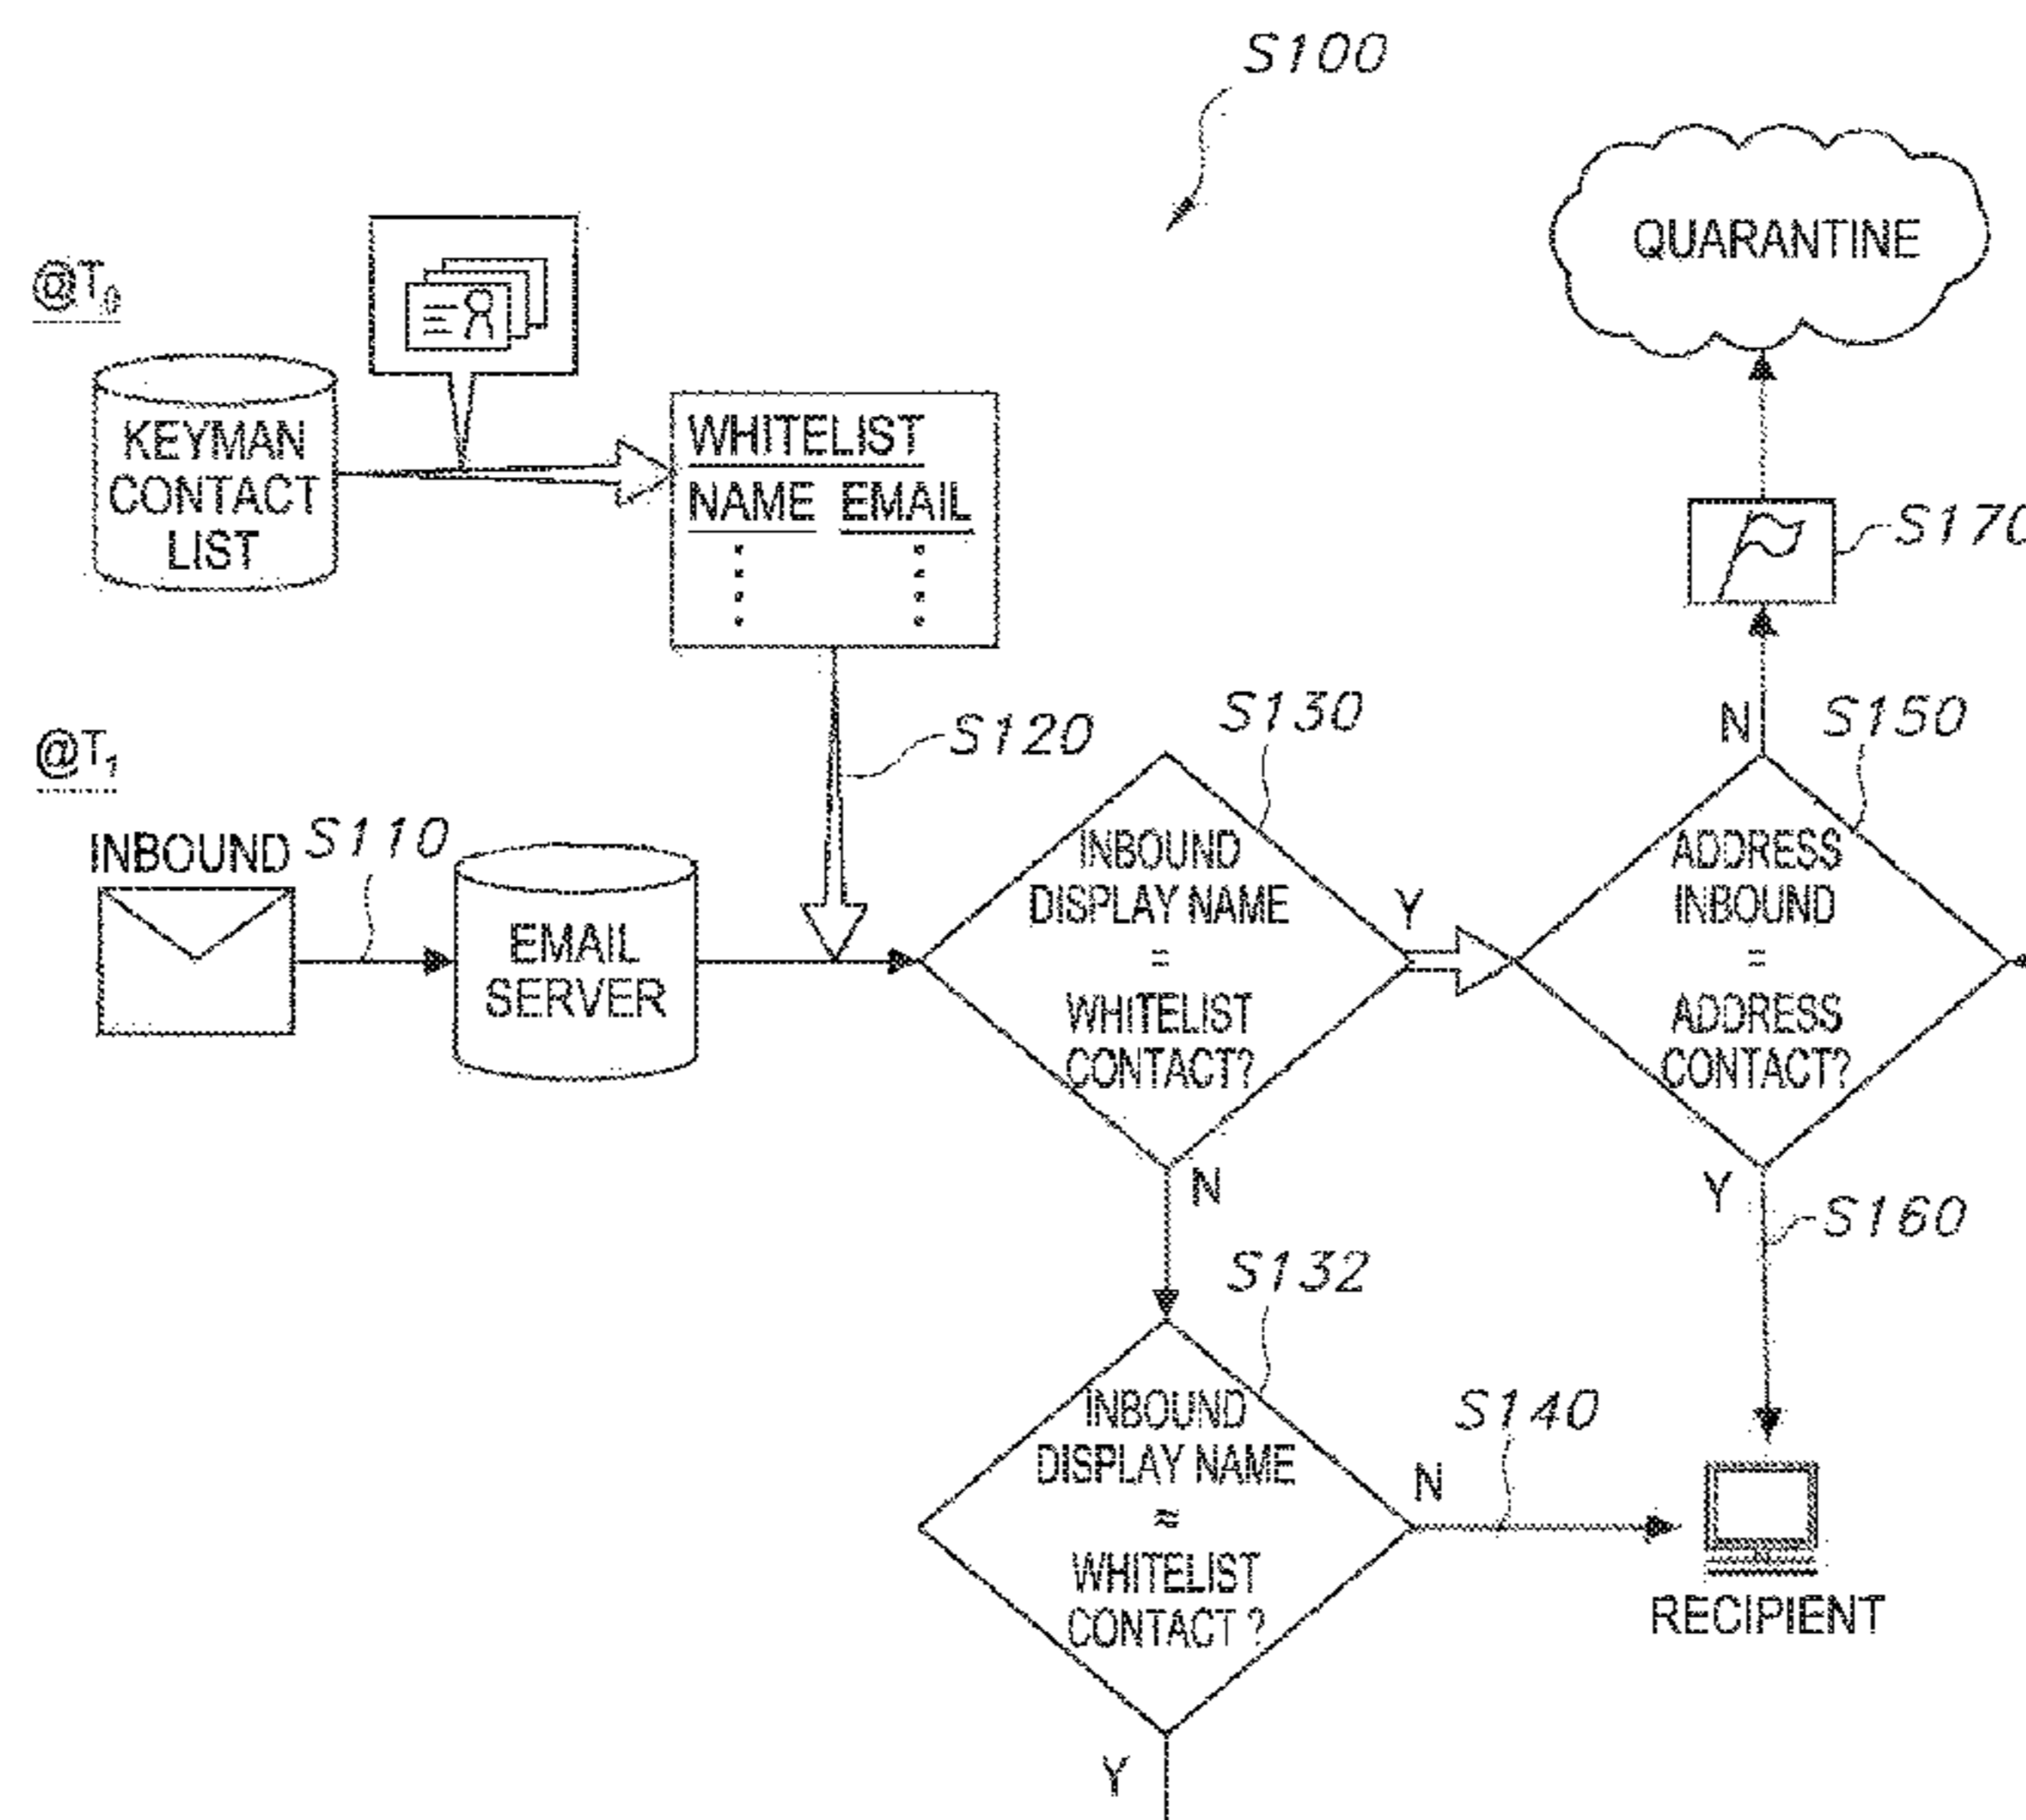 S100
QUARANTINE
@T0
KEYMAN
CONTACT
LIST
WHITELIST
NAME EMAIL
S170
S120
S130
N
S150
@T1
INBOUND
S110
EMAIL
SERVER
INBOUND
DISPLAY NAME
=
WHITELIST
CONTACT?
Y
ADDRESS
INBOUND
=
ADDRESS
CONTACT?
N
Y
S160
S132
INBOUND
DISPLAY NAME
≈
WHITELIST
CONTACT ?
N
S140
RECIPIENT
Y